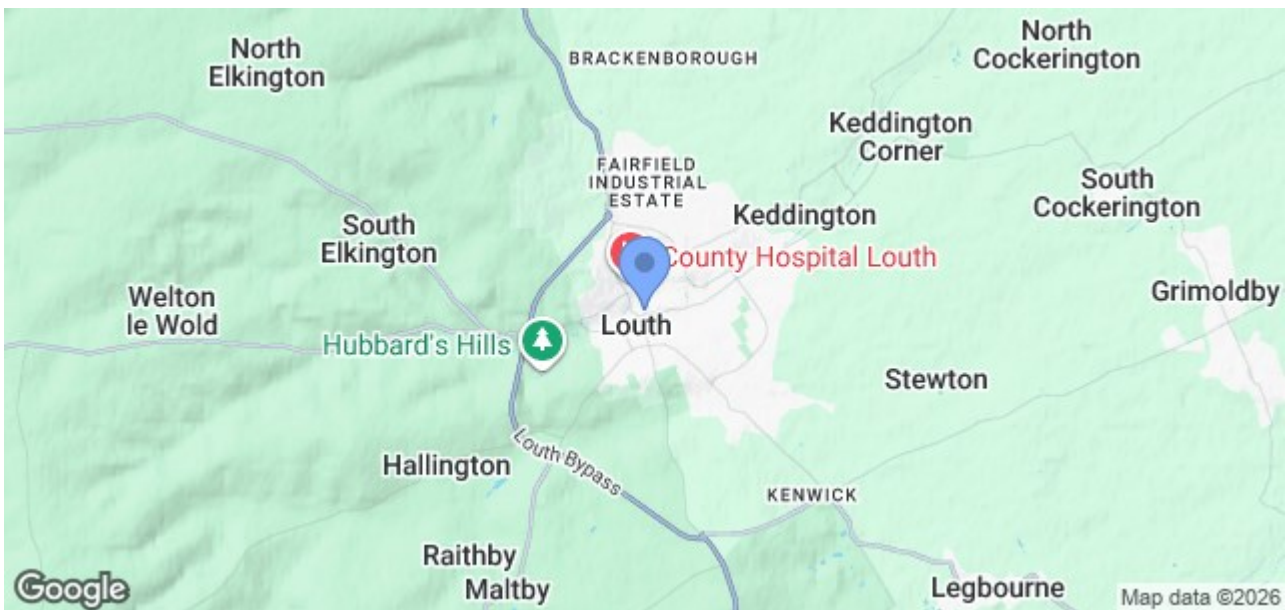 North
Elkington
BRACKENBOROUGH
North
Cockerington
Keddington
Corner
FAIRFIELD
INDUSTRIAL
ESTATE
South
Cockerington
South
Elkington
Keddington
County Hospital Louth
Welton
le Wold
Grimoldby
Louth
Hubbard's Hills
Stewton
Louth Bypass
Hallington
KENWICK
Raithby
Maltby
Legbourne
Google
Map data ©2026